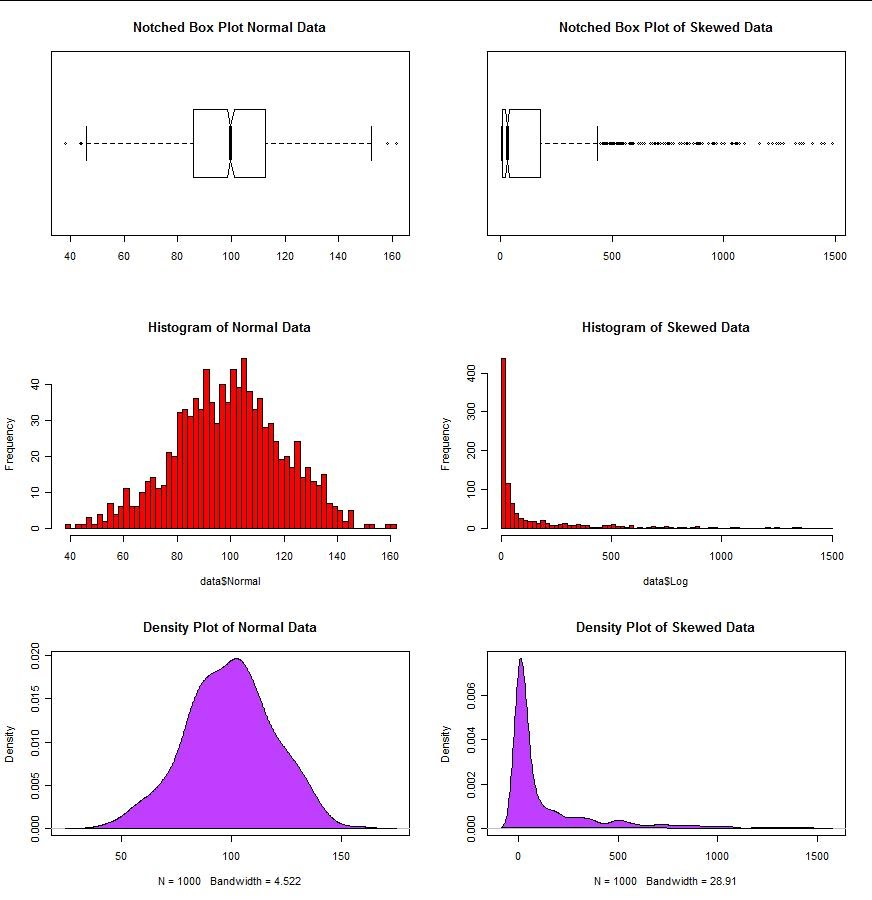 Notched Box Plot Normal Data
40 60 80 100 120 140 160
Notched Box Plot of Skewed Data
0 500 1000 1500
Histogram of Normal Data
Frequency
0 10 20 30 40
40 60 80 100 120 140 160
data$Normal
Histogram of Skewed Data
Frequency
0 100 200 300 400
0 500 1000 1500
data$Log
Density Plot of Normal Data
Density
0.000 0.005 0.010 0.015 0.020
50 100 150
N = 1000 Bandwidth = 4.522
Density Plot of Skewed Data
Density
0.000 0.002 0.004 0.006
0 500 1000 1500
N = 1000 Bandwidth = 28.91